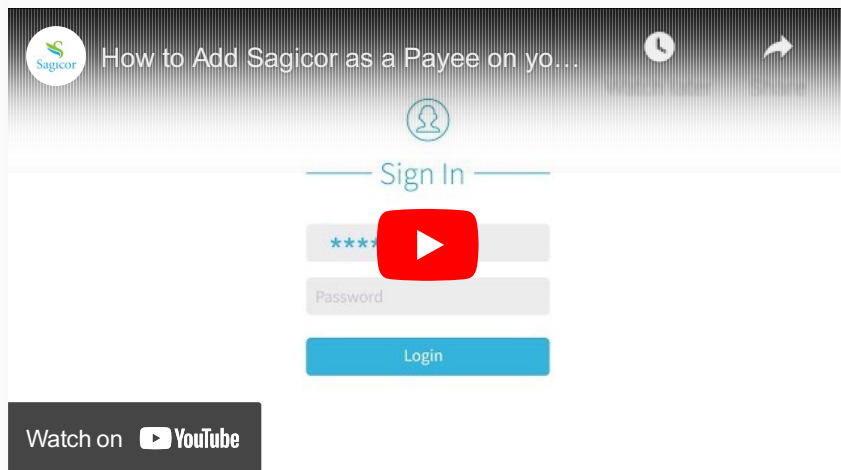 Sagicor
How to Add Sagicor as a Payee on yo...
Watch later
Share
Sign In
****
Password
Login
Watch on
YouTube